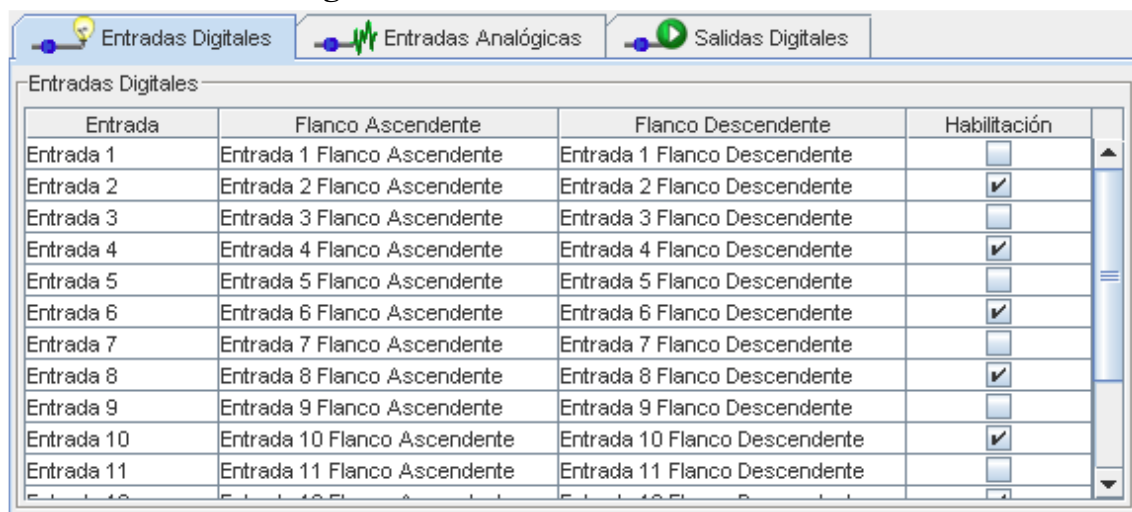 Entradas Digitales Entradas Analógicas Salidas Digitales
Entradas Digitales
Entrada Flanco Ascendente Flanco Descendente Habilitación
Entrada 1 Entrada 1 Flanco Ascendente Entrada 1 Flanco Descendente
Entrada 2 Entrada 2 Flanco Ascendente Entrada 2 Flanco Descendente
Entrada 3 Entrada 3 Flanco Ascendente Entrada 3 Flanco Descendente
Entrada 4 Entrada 4 Flanco Ascendente Entrada 4 Flanco Descendente
Entrada 5 Entrada 5 Flanco Ascendente Entrada 5 Flanco Descendente
Entrada 6 Entrada 6 Flanco Ascendente Entrada 6 Flanco Descendente
Entrada 7 Entrada 7 Flanco Ascendente Entrada 7 Flanco Descendente
Entrada 8 Entrada 8 Flanco Ascendente Entrada 8 Flanco Descendente
Entrada 9 Entrada 9 Flanco Ascendente Entrada 9 Flanco Descendente
Entrada 10 Entrada 10 Flanco Ascendente Entrada 10 Flanco Descendente
Entrada 11 Entrada 11 Flanco Ascendente Entrada 11 Flanco Descendente